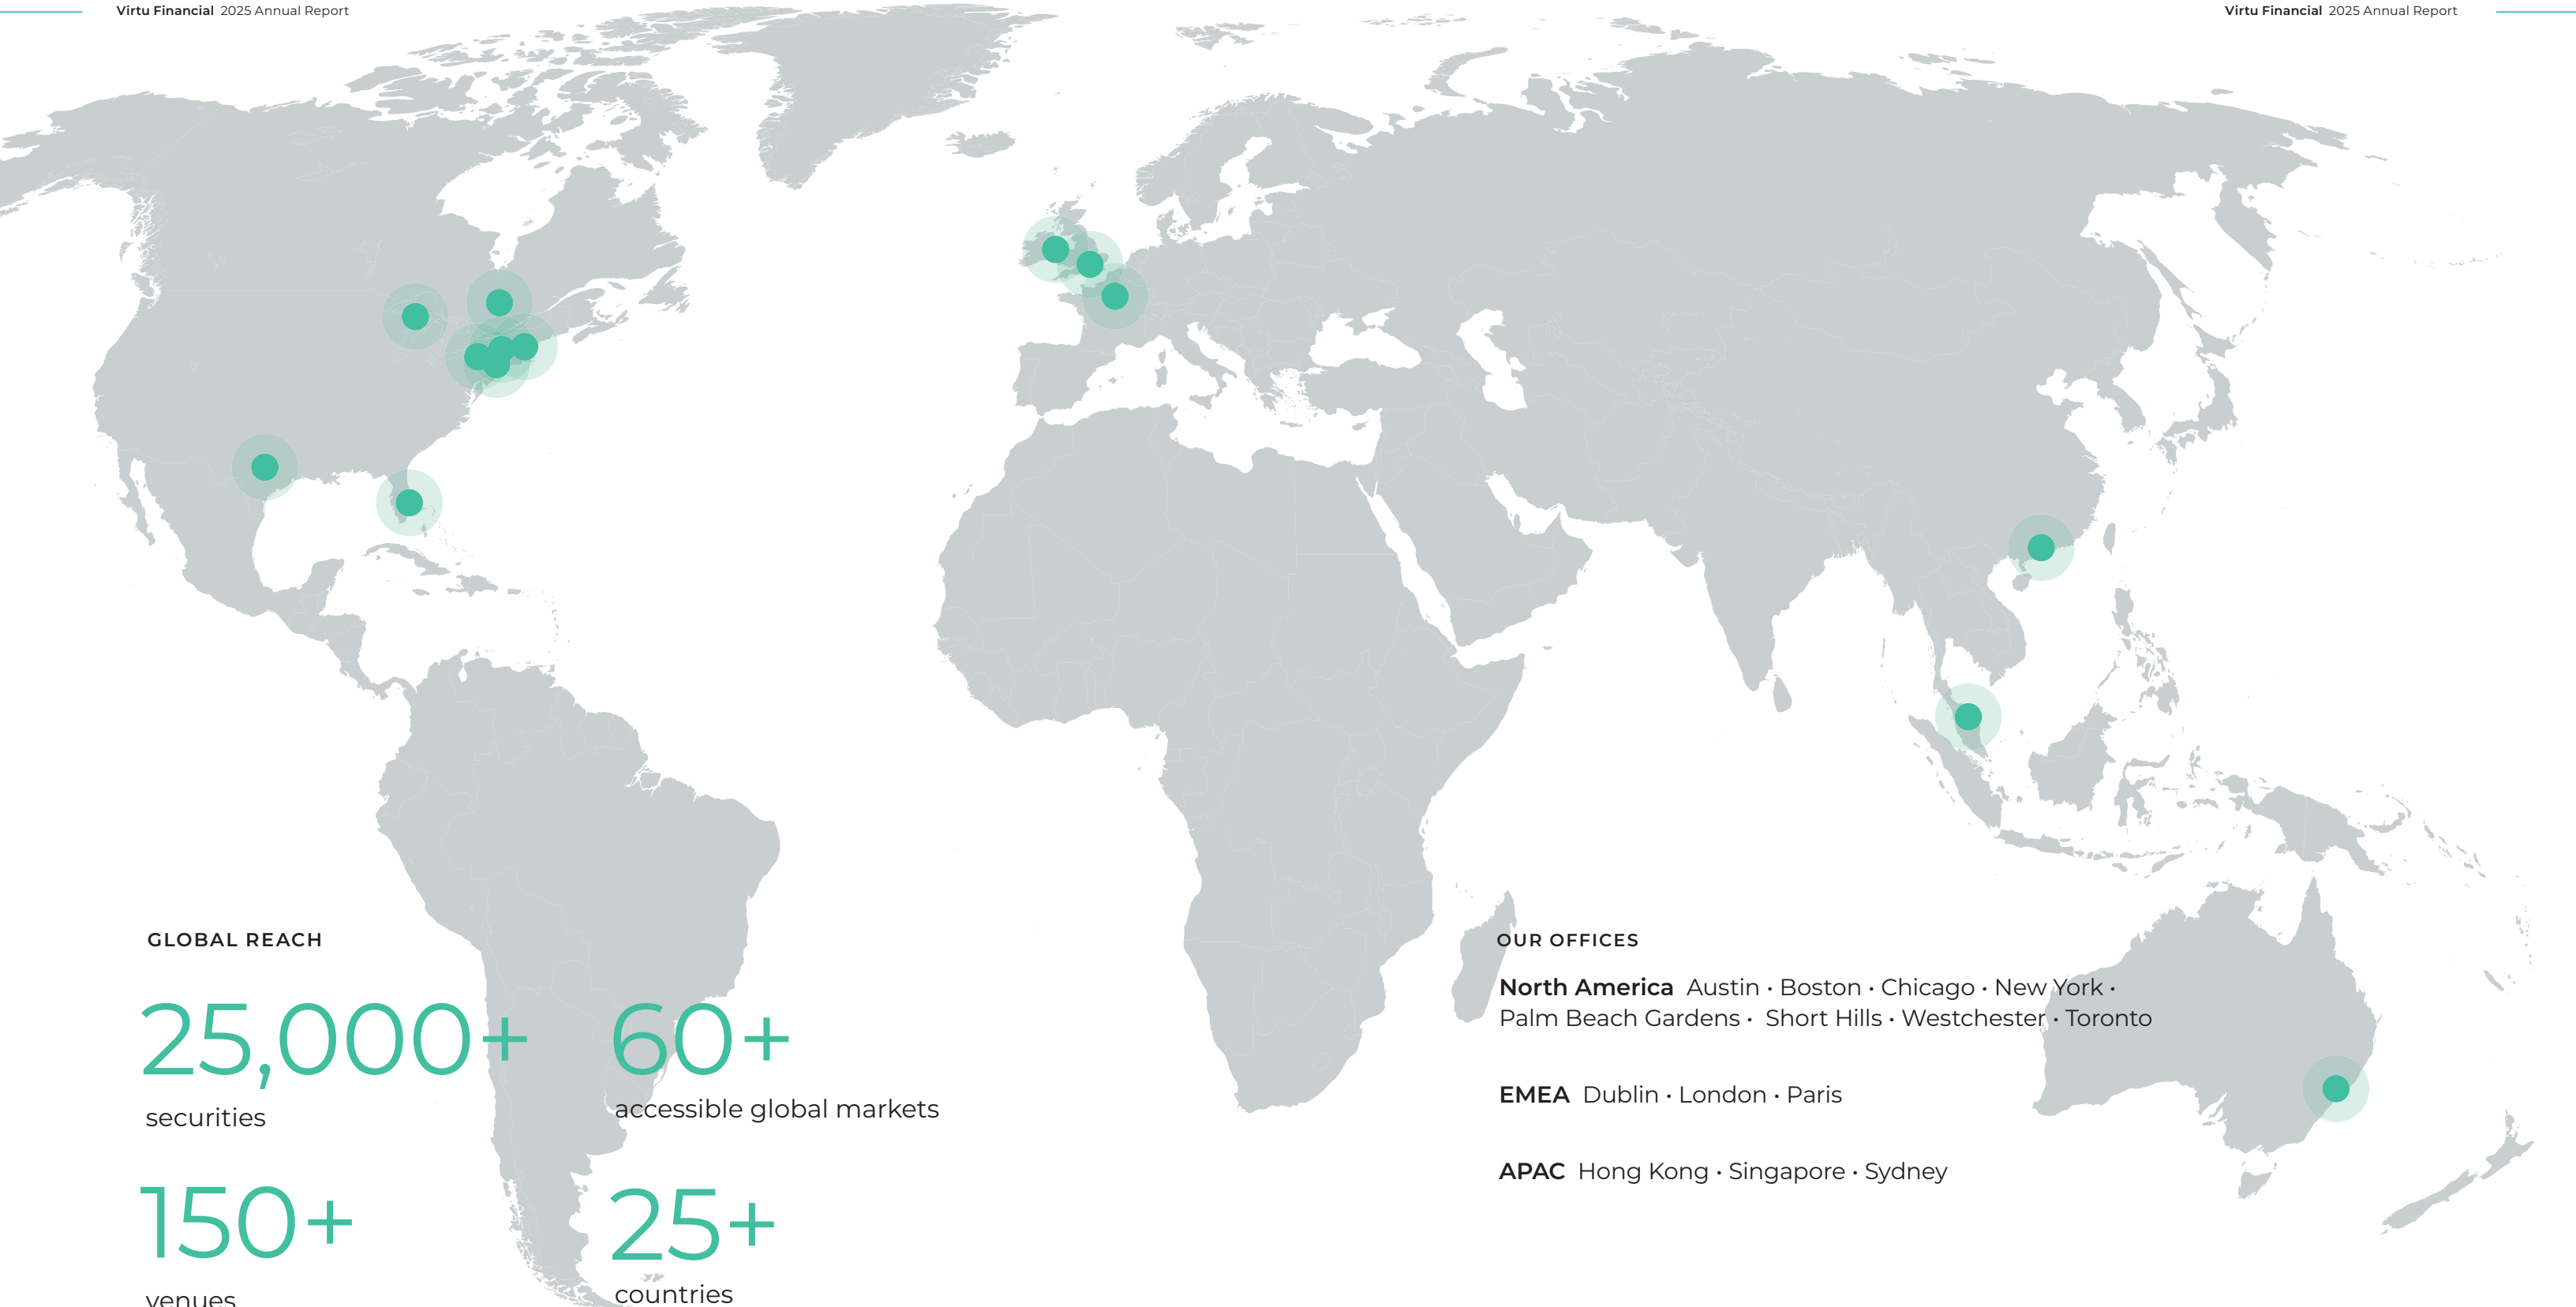 Virtu Financial 2025 Annual Report
Virtu Financial 2025 Annual Report
GLOBAL REACH
25,000+
securities
60+
accessible global markets
150+
venues
25+
countries
OUR OFFICES
North America Austin • Boston • Chicago • New York •
Palm Beach Gardens • Short Hills • Westchester • Toronto
EMEA Dublin • London • Paris
APAC Hong Kong • Singapore • Sydney